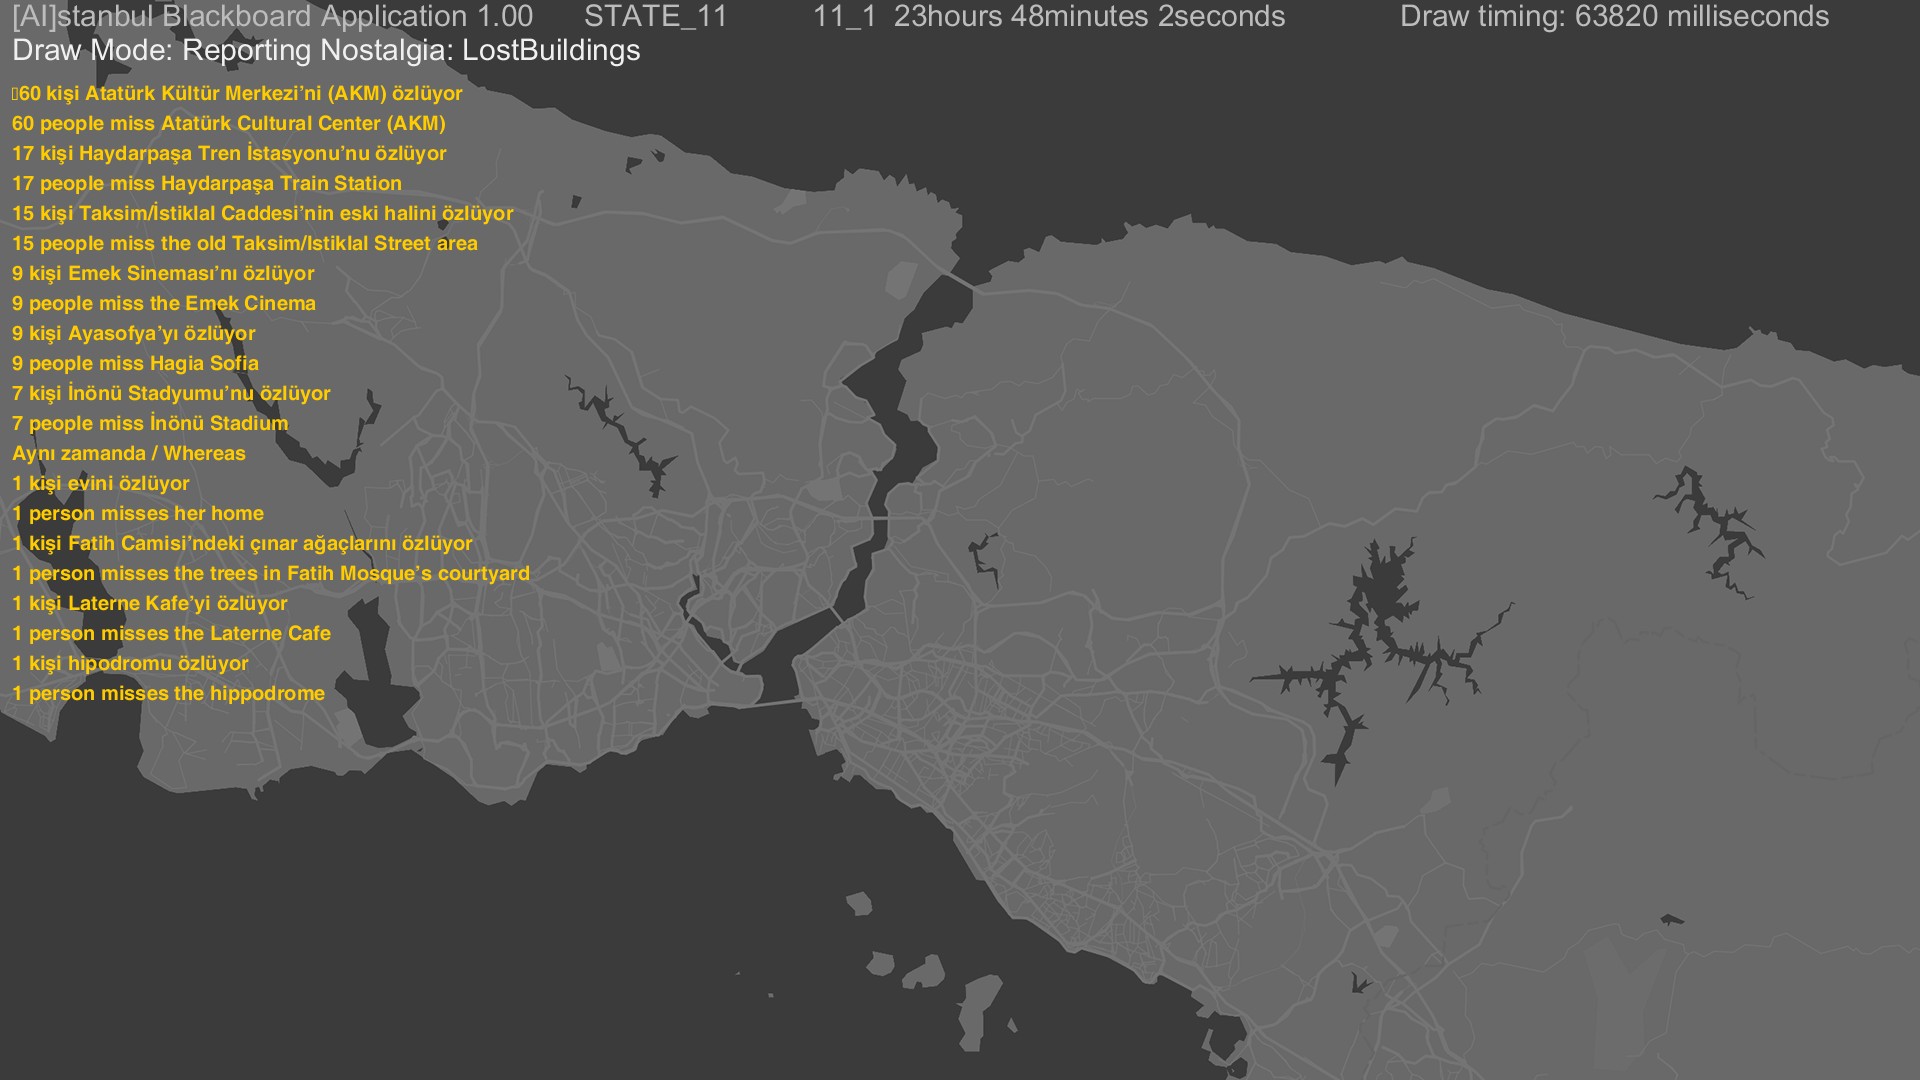 [AI]stanbul Blackboard Application 1.00 STATE_11 11_1 23hours 48minutes 2seconds Draw timing: 63820 milliseconds
Draw Mode: Reporting Nostalgia: LostBuildings
60 kişi Atatürk Kültür Merkezi’ni (AKM) özlüyor
60 people miss Atatürk Cultural Center (AKM)
17 kişi Haydarpaşa Tren İstasyonu’nu özlüyor
17 people miss Haydarpaşa Train Station
15 kişi Taksim/İstiklal Caddesi’nin eski halini özlüyor
15 people miss the old Taksim/Istiklal Street area
9 kişi Emek Sineması’nı özlüyor
9 people miss the Emek Cinema
9 kişi Ayasofya’yı özlüyor
9 people miss Hagia Sofia
7 kişi İnönü Stadyumu’nu özlüyor
7 people miss İnönü Stadium
Aynı zamanda / Whereas
1 kişi evini özlüyor
1 person misses her home
1 kişi Fatih Camisi’ndeki çınar ağaçlarını özlüyor
1 person misses the trees in Fatih Mosque’s courtyard
1 kişi Laterne Kafe’yi özlüyor
1 person misses the Laterne Cafe
1 kişi hipodromu özlüyor
1 person misses the hippodrome